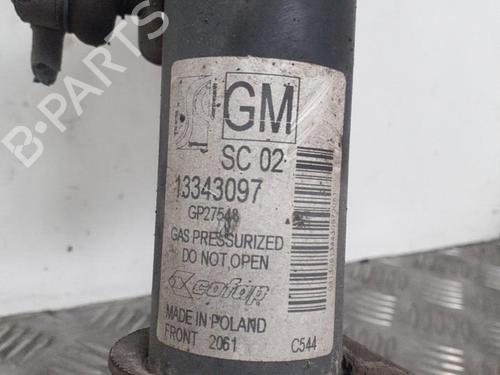 B-PARTS
GM
SC 02
13343097
GP27548
GAS PRESSURIZED
DO NOT OPEN
cofap
MADE IN POLAND
FRONT 2061 C544